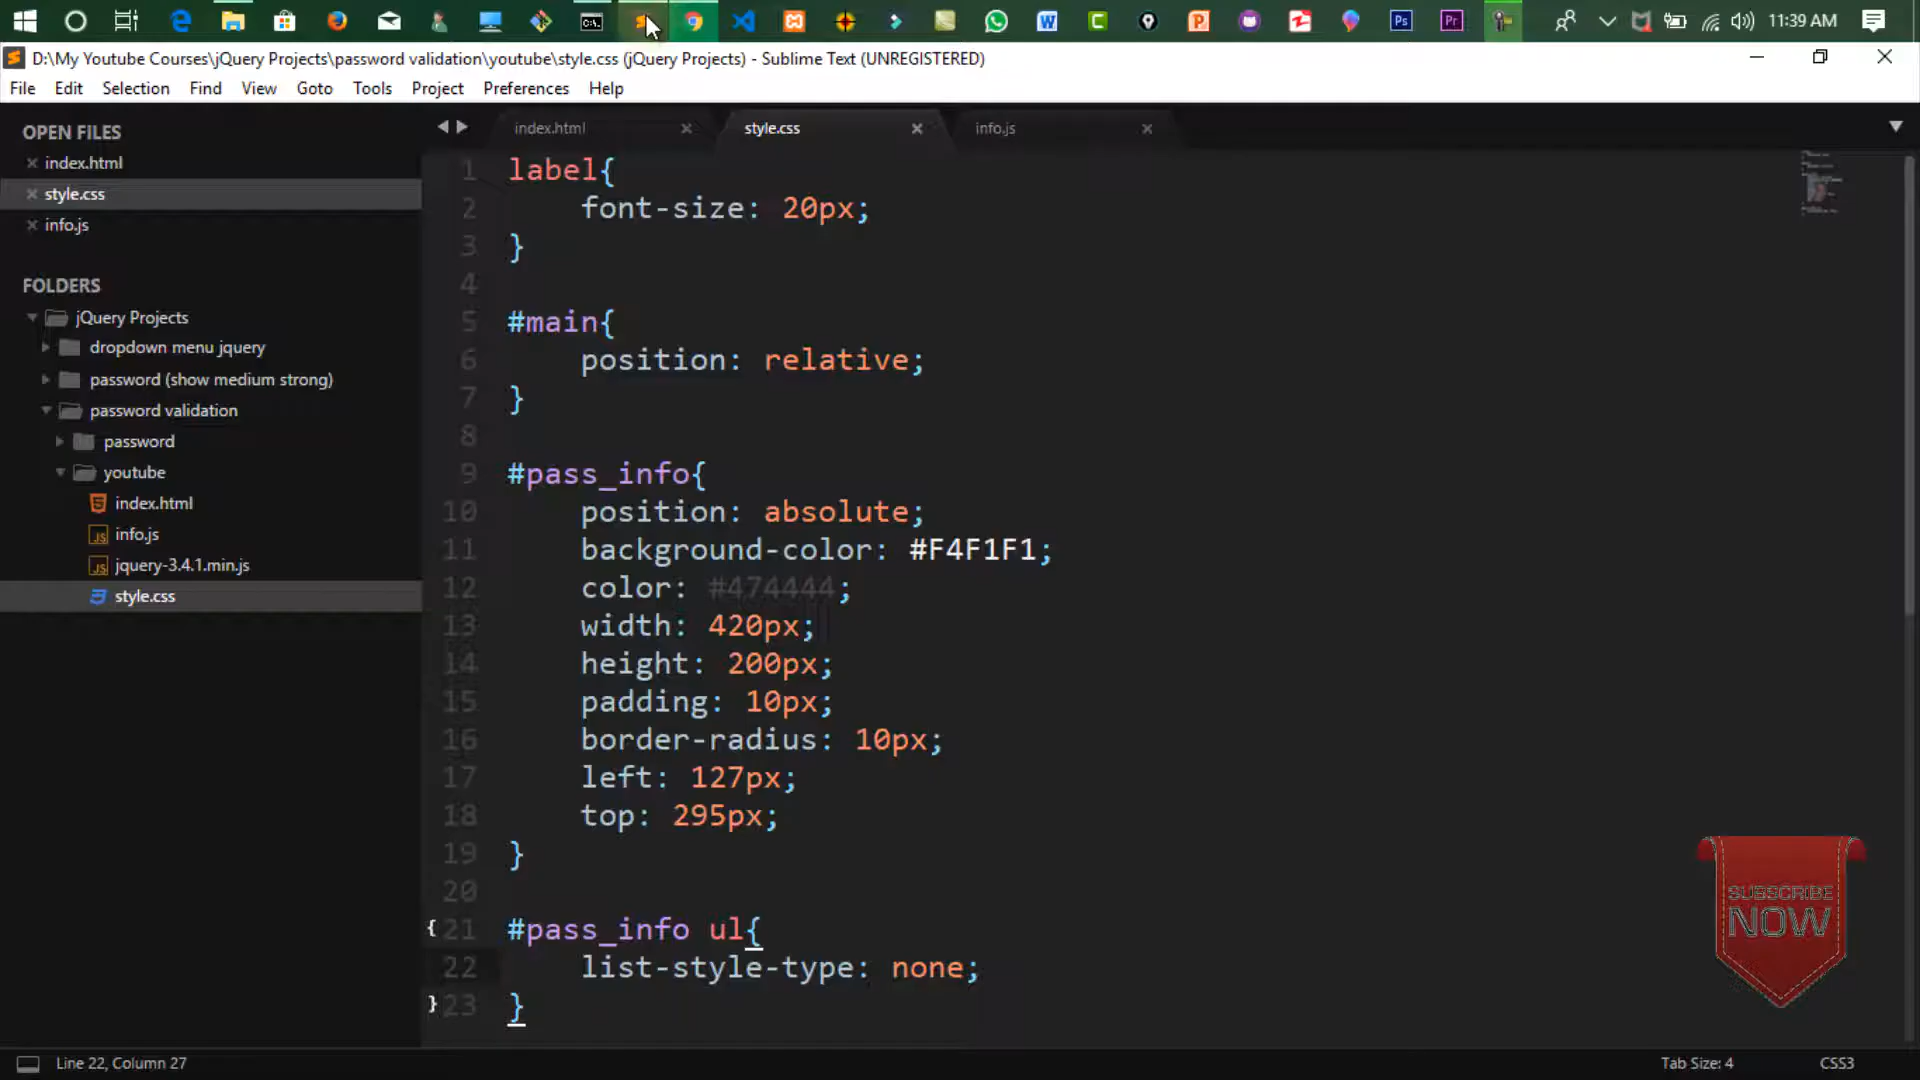 11:39 AM
D:\My Youtube Courses\jQuery Projects\password validation\youtube\style.css (jQuery Projects) - Sublime Text (UNREGISTERED)
File Edit Selection Find View Goto Tools Project Preferences Help
OPEN FILES
index.html
style.css
info.js
FOLDERS
jQuery Projects
dropdown menu jquery
password (show medium strong)
password validation
password
youtube
index.html
info.js
jquery-3.4.1.min.js
style.css
index.html style.css info.js
1 label{
2 font-size: 20px;
3 }
4
5 #main{
6 position: relative;
7 }
8
9 #pass_info{
10 position: absolute;
11 background-color: #F4F1F1;
12 color: #474444;
13 width: 420px;
14 height: 200px;
15 padding: 10px;
16 border-radius: 10px;
17 left: 127px;
18 top: 295px;
19 }
20
21 #pass_info ul{
22 list-style-type: none;
23 }
SUBSCRIBE
NOW
Line 22, Column 27
Tab Size: 4
CSS3